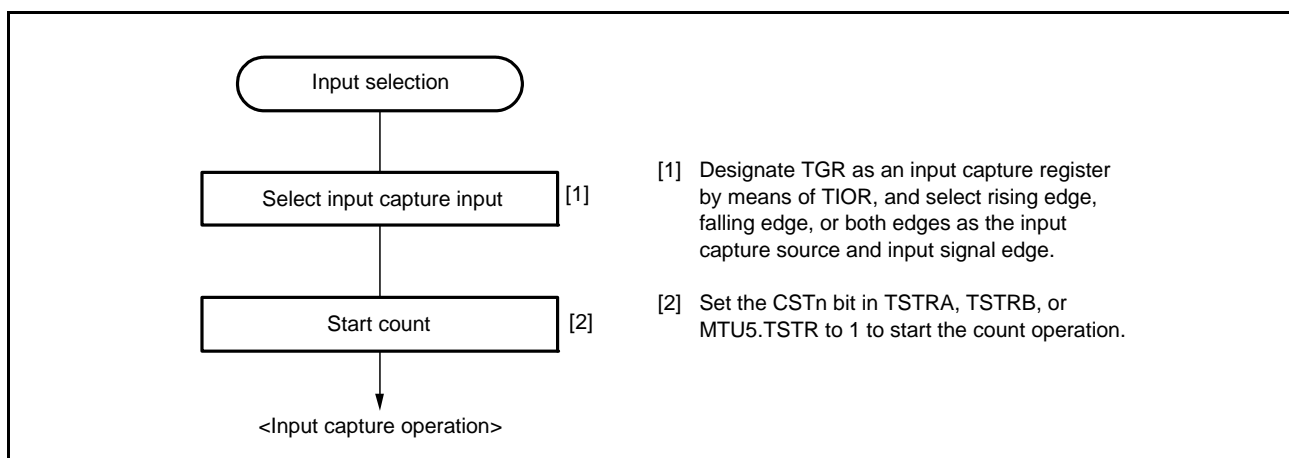 Input selection
Select input capture input
[1]
Start count
[2]
<Input capture operation>
[1] Designate TGR as an input capture register
by means of TIOR, and select rising edge,
falling edge, or both edges as the input
capture source and input signal edge.
[2] Set the CSTn bit in TSTRA, TSTRB, or
MTU5.TSTR to 1 to start the count operation.